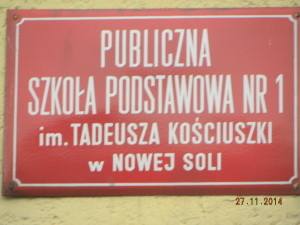 PUBLICZNA
SZKOŁA PODSTAWOWA NR 1
im. TADEUSZA KOŚCIUSZKI
w NOWEJ SOLI
27.11.2014